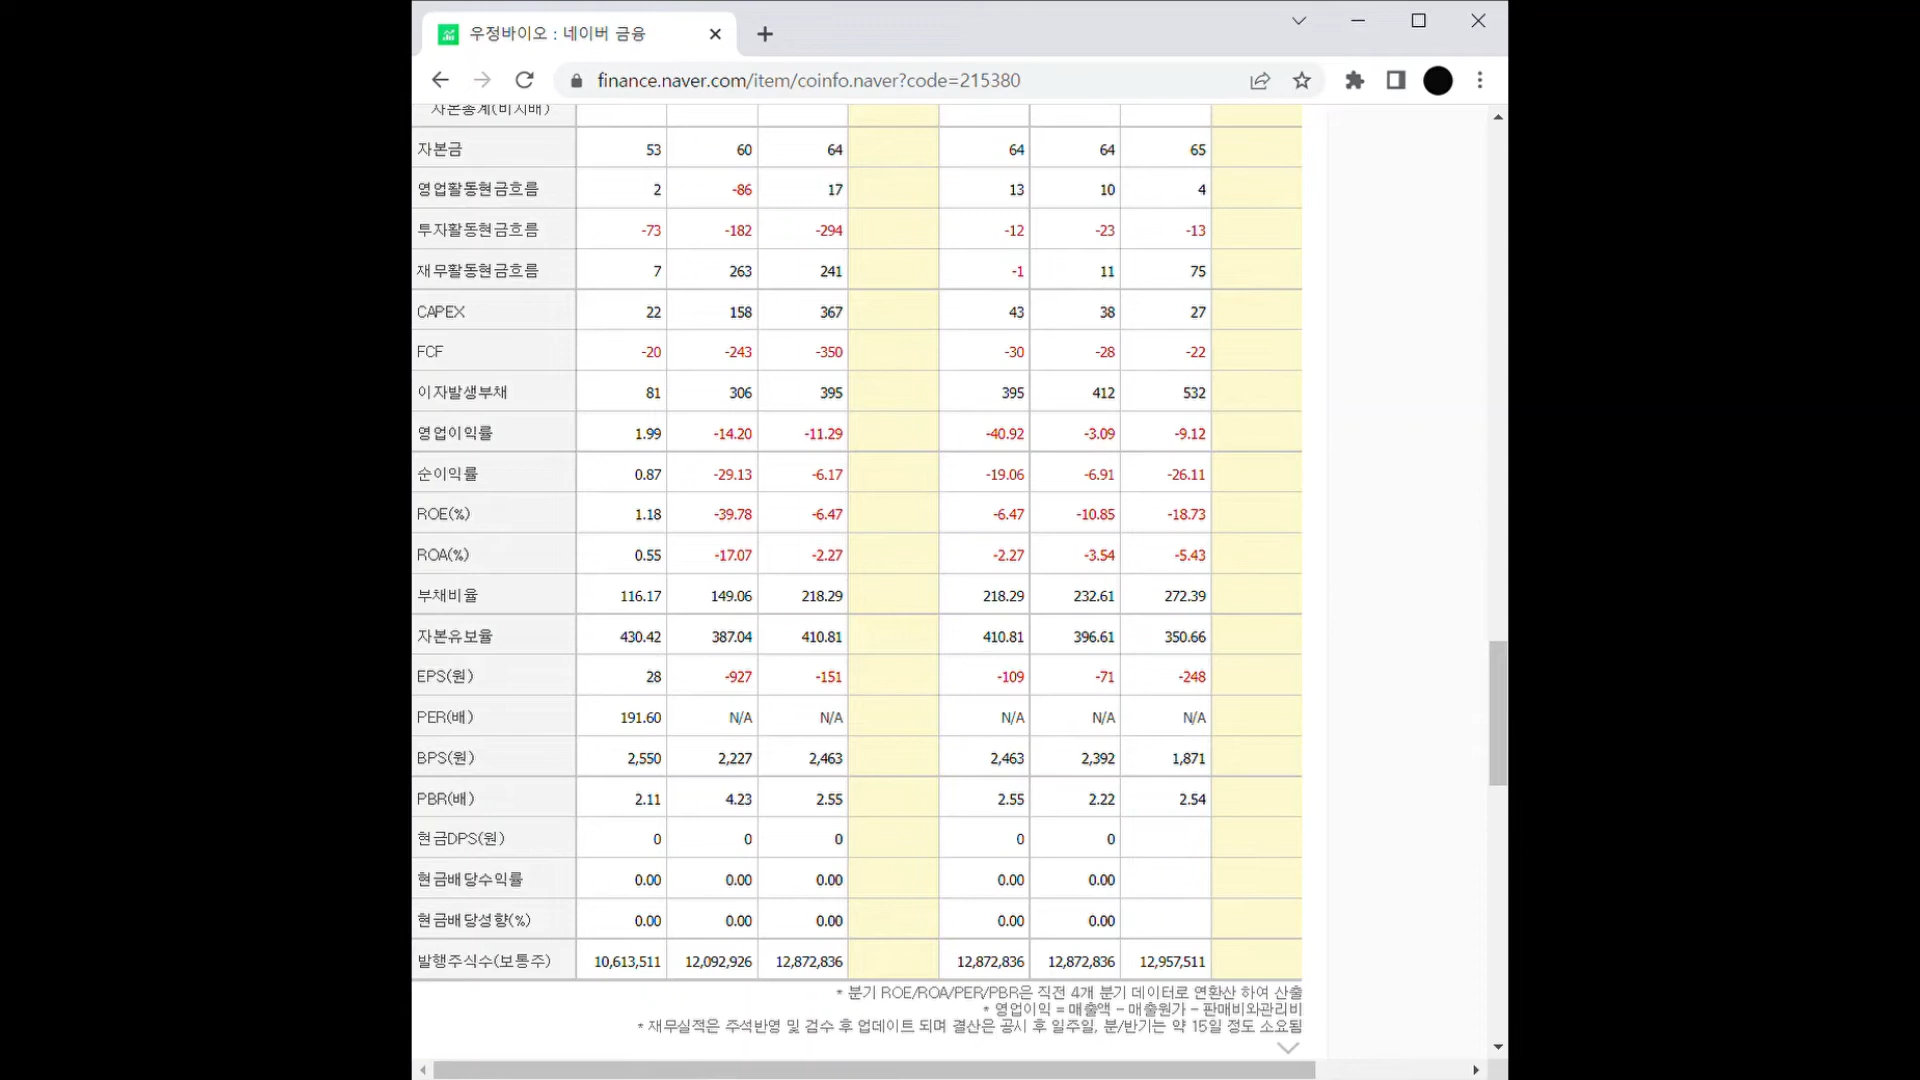 우정바이오 : 네이버 금융
finance.naver.com/item/coinfo.naver?code=215380
자본총계(비지배)
자본금 53 60 64 64 64 65
영업활동현금흐름 2 -86 17 13 10 4
투자활동현금흐름 -73 -182 -294 -12 -23 -13
재무활동현금흐름 7 263 241 -1 11 75
CAPEX 22 158 367 43 38 27
FCF -20 -243 -350 -30 -28 -22
이자발생부채 81 306 395 395 412 532
영업이익률 1.99 -14.20 -11.29 -40.92 -3.09 -9.12
순이익률 0.87 -29.13 -6.17 -19.06 -6.91 -26.11
ROE(%) 1.18 -39.78 -6.47 -6.47 -10.85 -18.73
ROA(%) 0.55 -17.07 -2.27 -2.27 -3.54 -5.43
부채비율 116.17 149.06 218.29 218.29 232.61 272.39
자본유보율 430.42 387.04 410.81 410.81 396.61 350.66
EPS(원) 28 -927 -151 -109 -71 -248
PER(배) 191.60 N/A N/A N/A N/A N/A
BPS(원) 2,550 2,227 2,463 2,463 2,392 1,871
PBR(배) 2.11 4.23 2.55 2.55 2.22 2.54
현금DPS(원) 0 0 0 0 0
현금배당수익률 0.00 0.00 0.00 0.00 0.00
현금배당성향(%) 0.00 0.00 0.00 0.00 0.00
발행주식수(보통주) 10,613,511 12,092,926 12,872,836 12,872,836 12,872,836 12,957,511
* 분기 ROE/ROA/PER/PBR은 직전 4개 분기 데이터로 연환산 하여 산출
* 영업이익 = 매출액 - 매출원가 - 판매비와관리비
* 재무실적은 주석반영 및 검수 후 업데이트 되며 결산은 공시 후 일주일, 분/반기는 약 15일 정도 소요됨